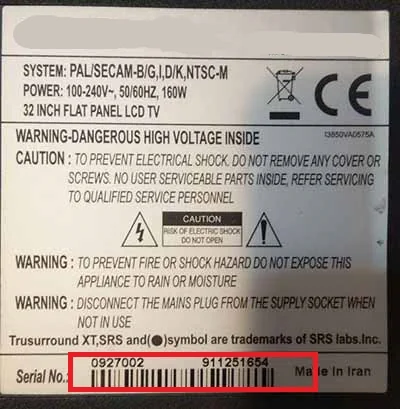 SYSTEM: PAL/SECAM-B/G,I,D/K,NTSC-M
POWER: 100-240V~, 50/60HZ, 160W
32 INCH FLAT PANEL LCD TV
CE
WARNING-DANGEROUS HIGH VOLTAGE INSIDE
13850VA0575A
CAUTION : TO PREVENT ELECTRICAL SHOCK. DO NOT REMOVE ANY COVER OR
SCREWS. NO USER SERVICEABLE PARTS INSIDE, REFER SERVICING
TO QUALIFIED SERVICE PERSONNEL
CAUTION
RISK OF ELECTRIC SHOCK
DO NOT OPEN
WARNING : TO PREVENT FIRE OR SHOCK HAZARD DO NOT EXPOSE THIS
APPLIANCE TO RAIN OR MOISTURE
WARNING : DISCONNECT THE MAINS PLUG FROM THE SUPPLY SOCKET WHEN
NOT IN USE.
Trusurround XT,SRS and(●)symbol are trademarks of SRS labs.Inc.
0927002 911251654
Serial No.: Made in Iran